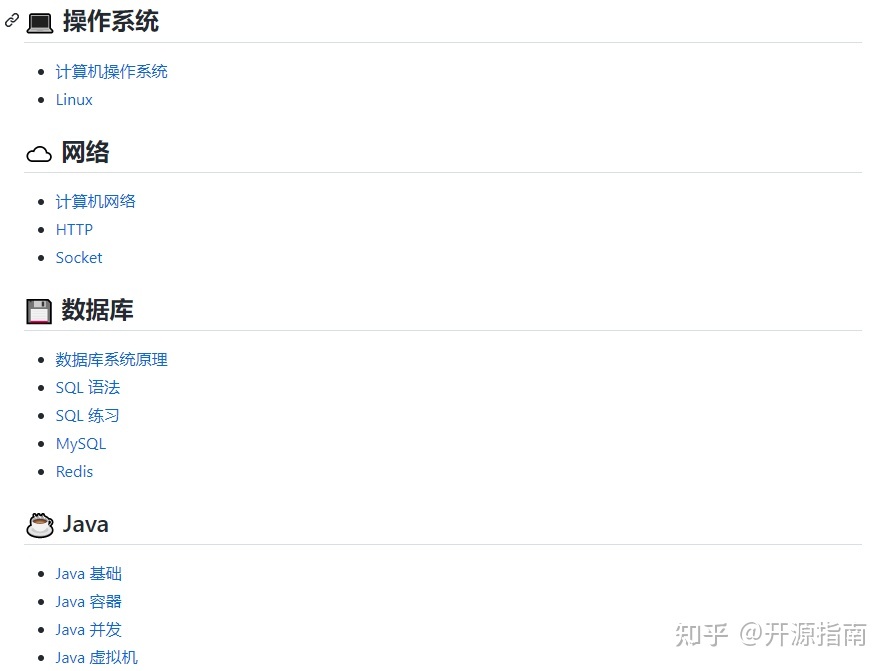 操作系统
计算机操作系统
Linux
网络
计算机网络
HTTP
Socket
数据库
数据库系统原理
SQL 语法
SQL 练习
MySQL
Redis
Java
Java 基础
Java 容器
Java 并发
Java 虚拟机
知乎 @开源指南